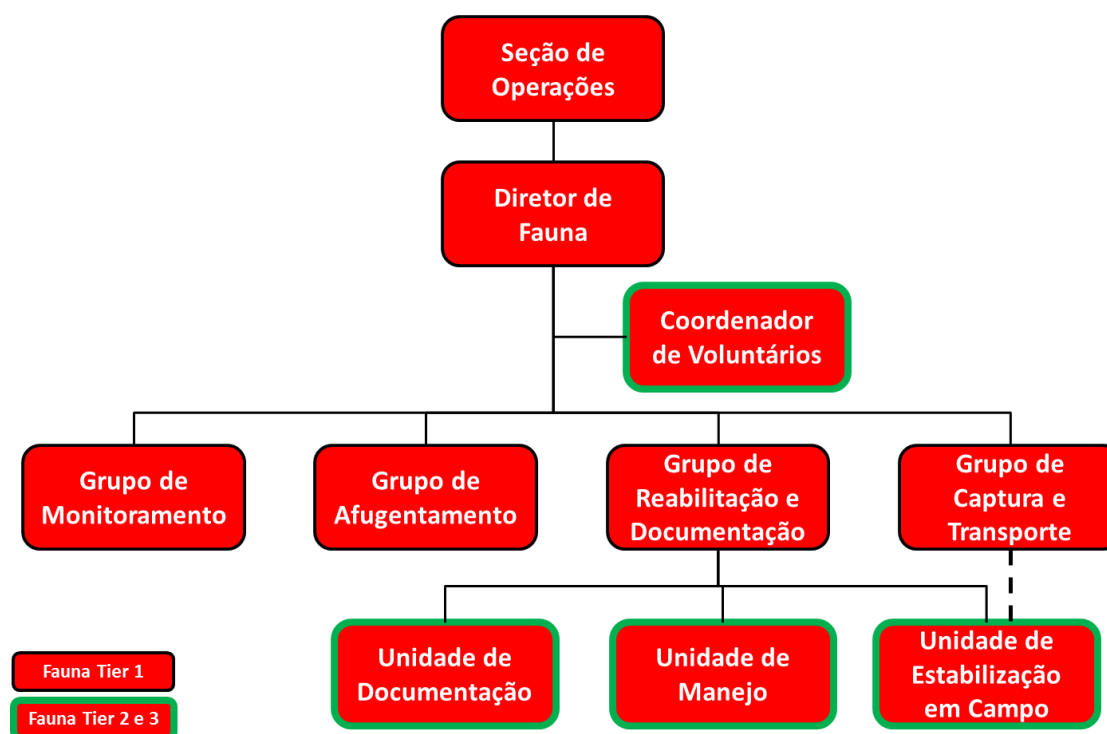 Seção de
Operações
Diretor de
Fauna
Coordenador
de Voluntários
Grupo de
Monitoramento
Grupo de
Afugentamento
Grupo de
Reabilitação e
Documentação
Grupo de
Captura e
Transporte
Unidade de
Documentação
Unidade de
Manejo
Unidade de
Estabilização
em Campo
Fauna Tier 1
Fauna Tier 2 e 3